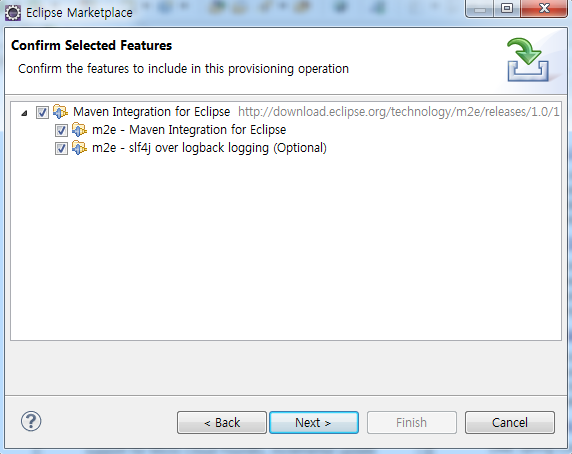 Eclipse Marketplace
Confirm Selected Features
Confirm the features to include in this provisioning operation
Maven Integration for Eclipse http://download.eclipse.org/technology/m2e/releases/1.0/1
m2e - Maven Integration for Eclipse
m2e - slf4j over logback logging (Optional)
?
< Back Next > Finish Cancel